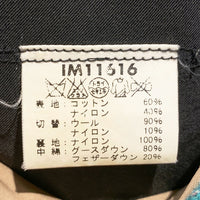 IM11616
表地:コットン 60%
ナイロン 40%
切替:ウール 90%
ナイロン 10%
裏地:ナイロン 100%
中綿:グースダウン 80%
フェザーダウン 20%